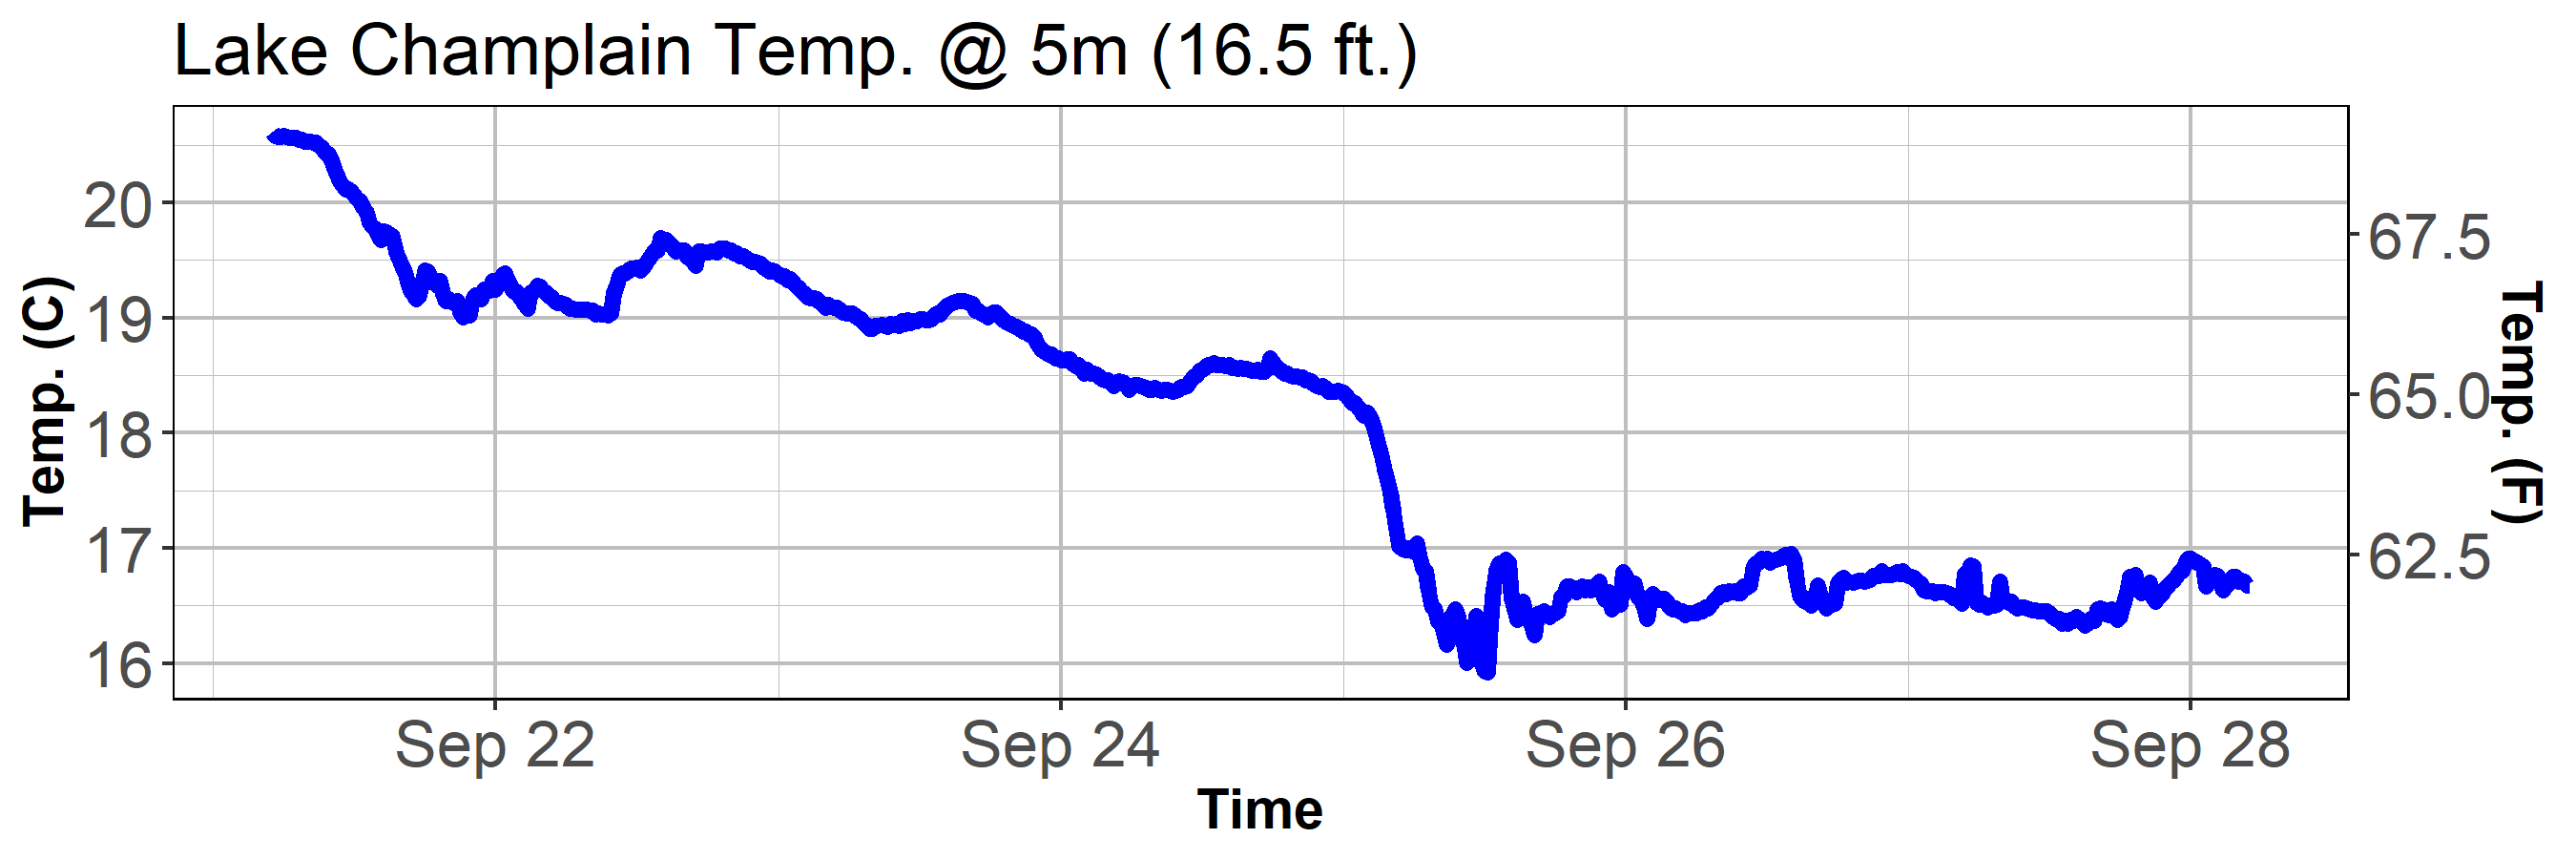 Lake Champlain Temp. @ 5m (16.5 ft.)
Temp. (C)
20
19
18
17
16
67.5
65.0
62.5
Temp. (F)
Sep 22
Sep 24
Sep 26
Sep 28
Time